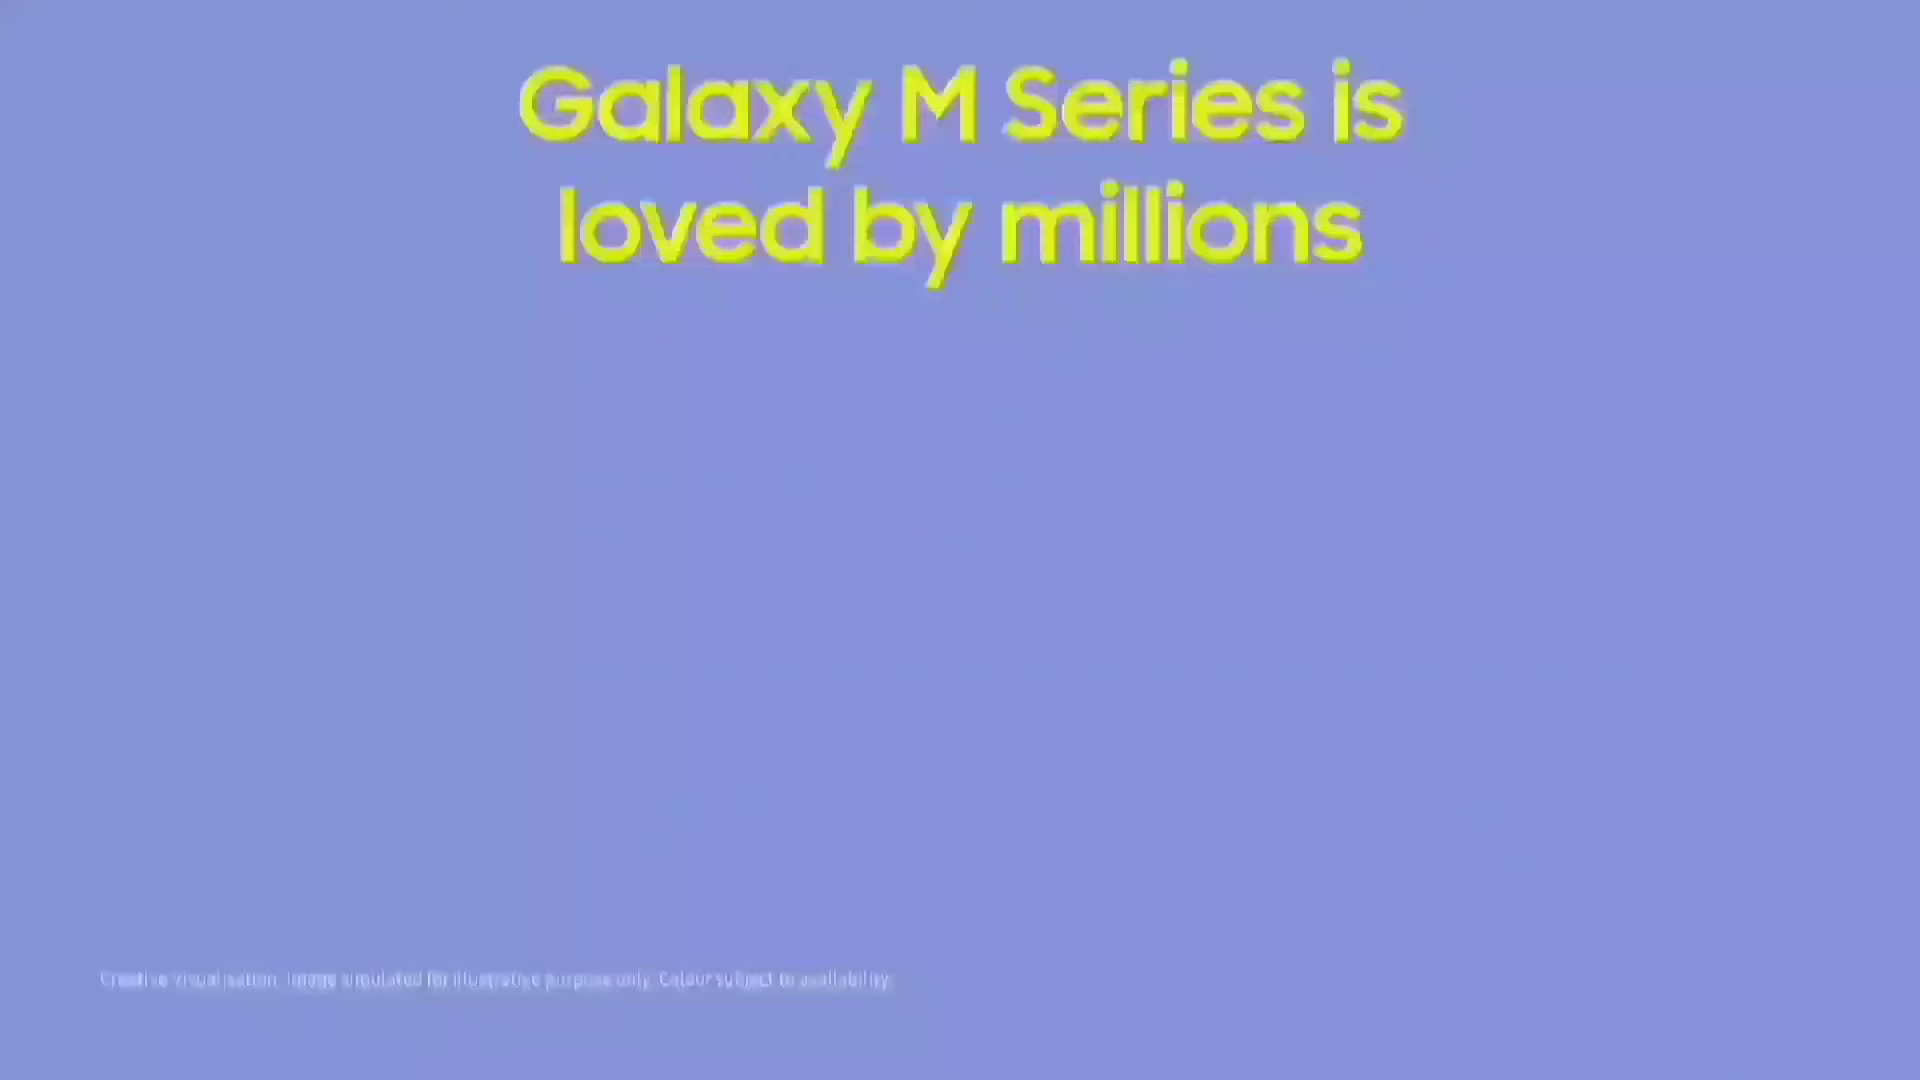 Galaxy M Series is
loved by millions
Creative visualisation. Image simulated for illustrative purpose only. Colour subject to availability.